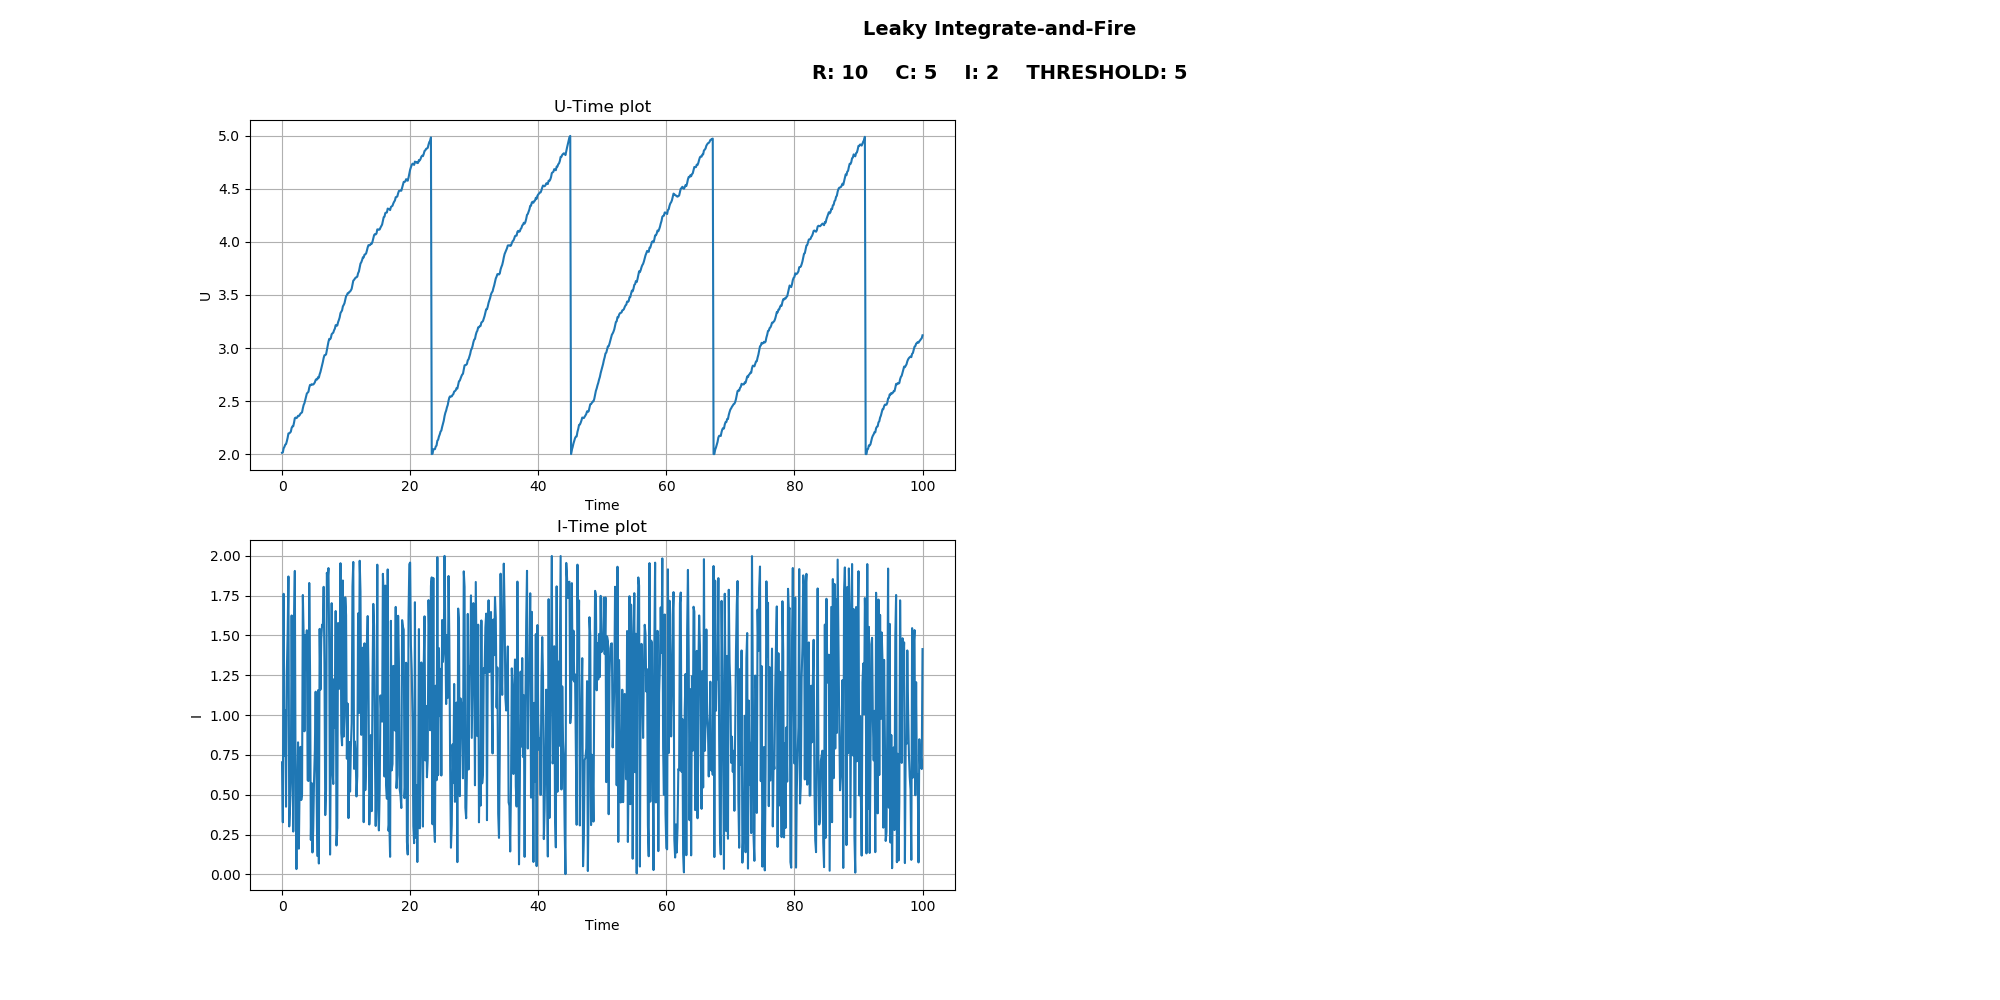 Leaky Integrate-and-Fire
R: 10    C: 5    I: 2    THRESHOLD: 5
U-Time plot
5.0
4.5
4.0
3.5
3.0
2.5
2.0
U
0 20 40 60 80 100
Time
I-Time plot
2.00
1.75
1.50
1.25
1.00
0.75
0.50
0.25
0.00
I
0 20 40 60 80 100
Time